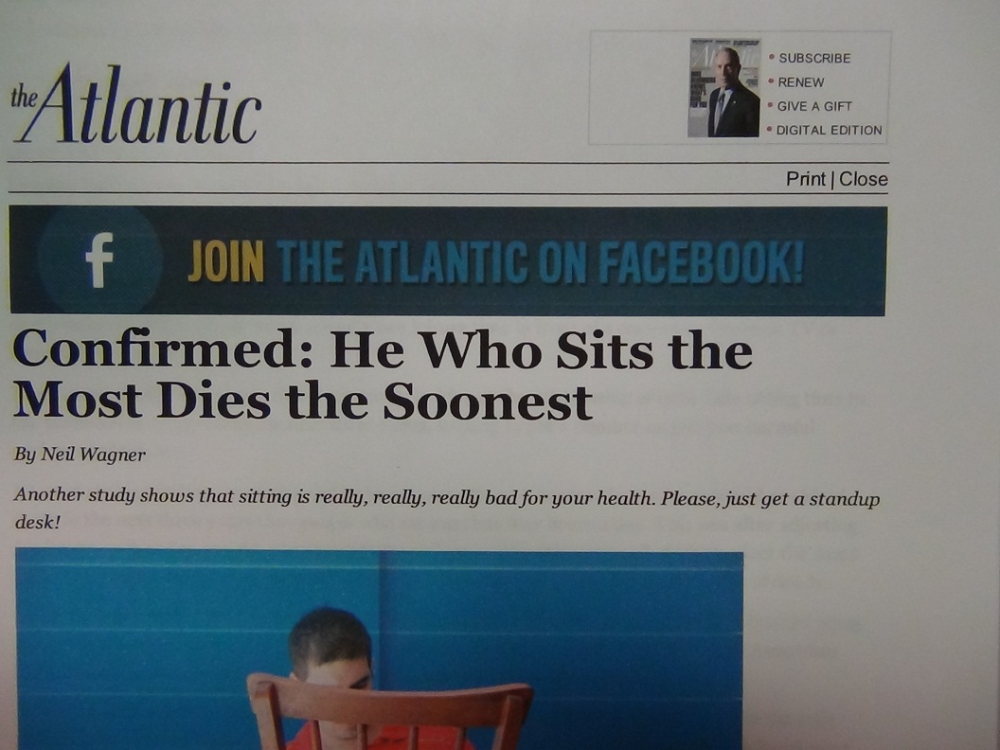 the Atlantic
SUBSCRIBE
RENEW
GIVE A GIFT
DIGITAL EDITION
Print | Close
f JOIN THE ATLANTIC ON FACEBOOK!
Confirmed: He Who Sits the
Most Dies the Soonest
By Neil Wagner
Another study shows that sitting is really, really, really bad for your health. Please, just get a standup
desk!